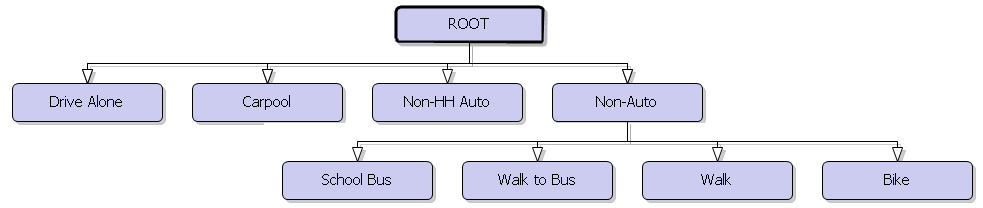 ROOT
Drive Alone
Carpool
Non-HH Auto
Non-Auto
School Bus
Walk to Bus
Walk
Bike